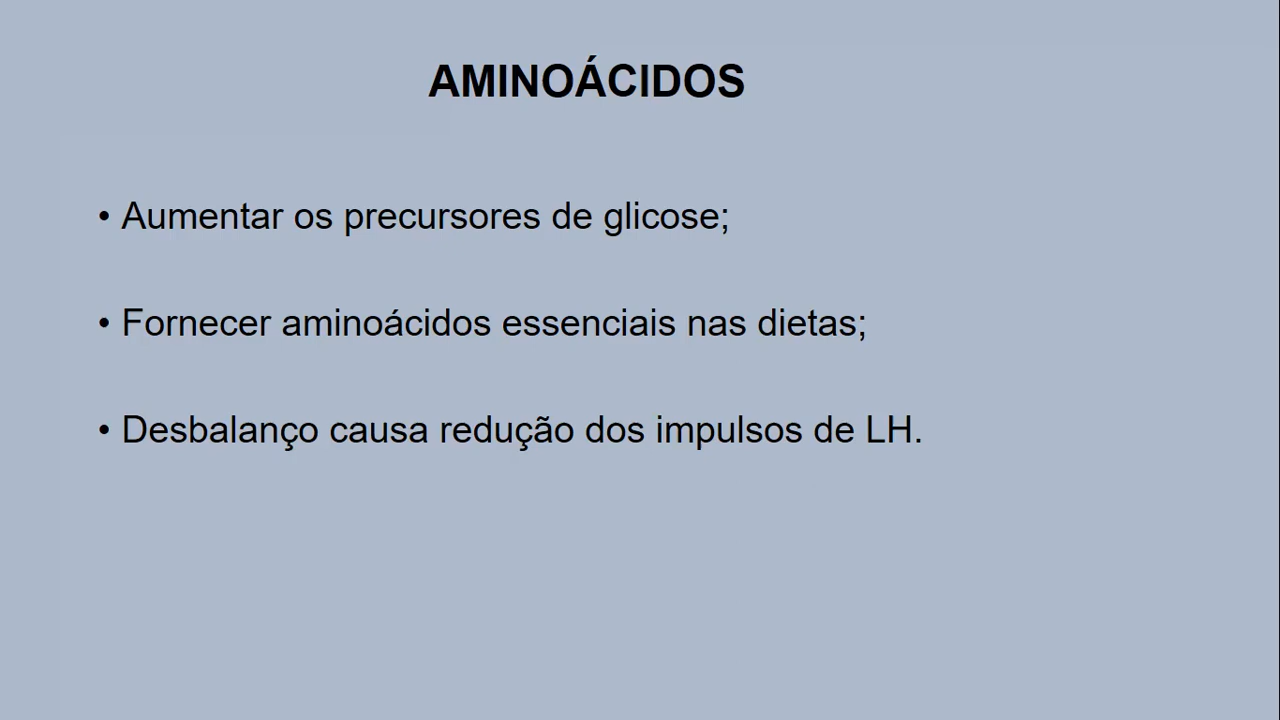 AMINOÁCIDOS
• Aumentar os precursores de glicose;
• Fornecer aminoácidos essenciais nas dietas;
• Desbalanço causa redução dos impulsos de LH.